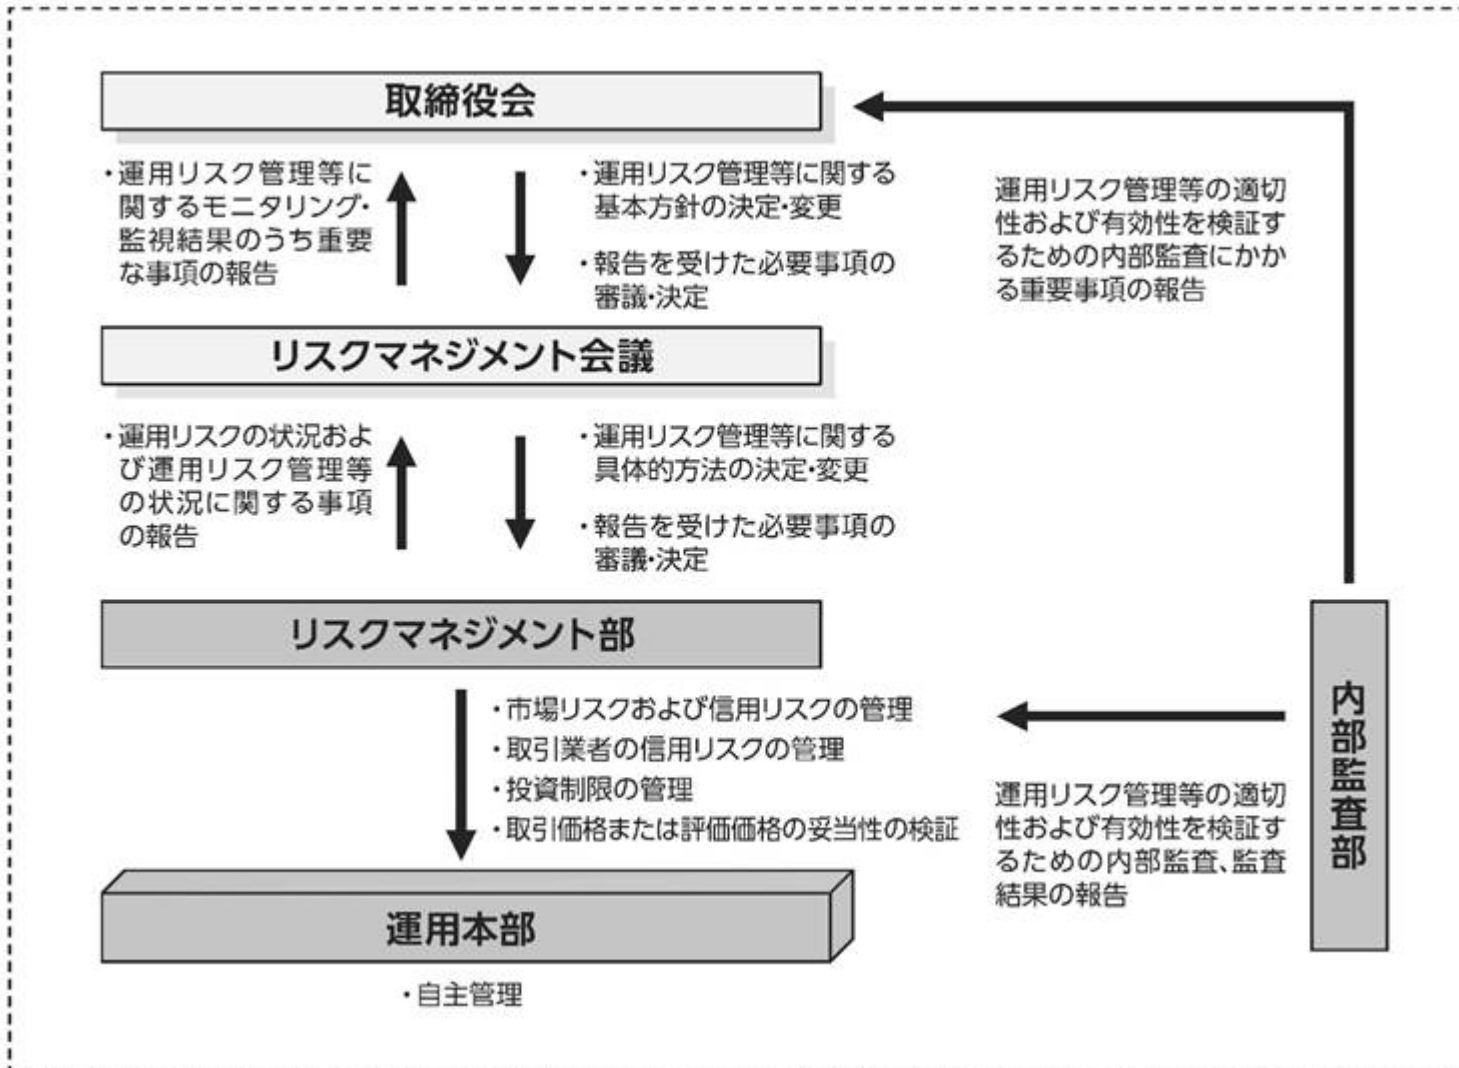 取締役会
・運用リスク管理等に
関するモニタリング・
監視結果のうち重要
な事項の報告
・運用リスク管理等に関する
基本方針の決定・変更
・報告を受けた必要事項の
審議・決定
運用リスク管理等の適切
性および有効性を検証す
るための内部監査にかか
る重要事項の報告
リスクマネジメント会議
・運用リスクの状況およ
び運用リスク管理等
の状況に関する事項
の報告
・運用リスク管理等に関する
具体的方法の決定・変更
・報告を受けた必要事項の
審議・決定
リスクマネジメント部
・市場リスクおよび信用リスクの管理
・取引業者の信用リスクの管理
・投資制限の管理
・取引価格または評価価格の妥当性の検証
運用リスク管理等の適切
性および有効性を検証す
るための内部監査、監査
結果の報告
内部監査部
運用本部
・自主管理